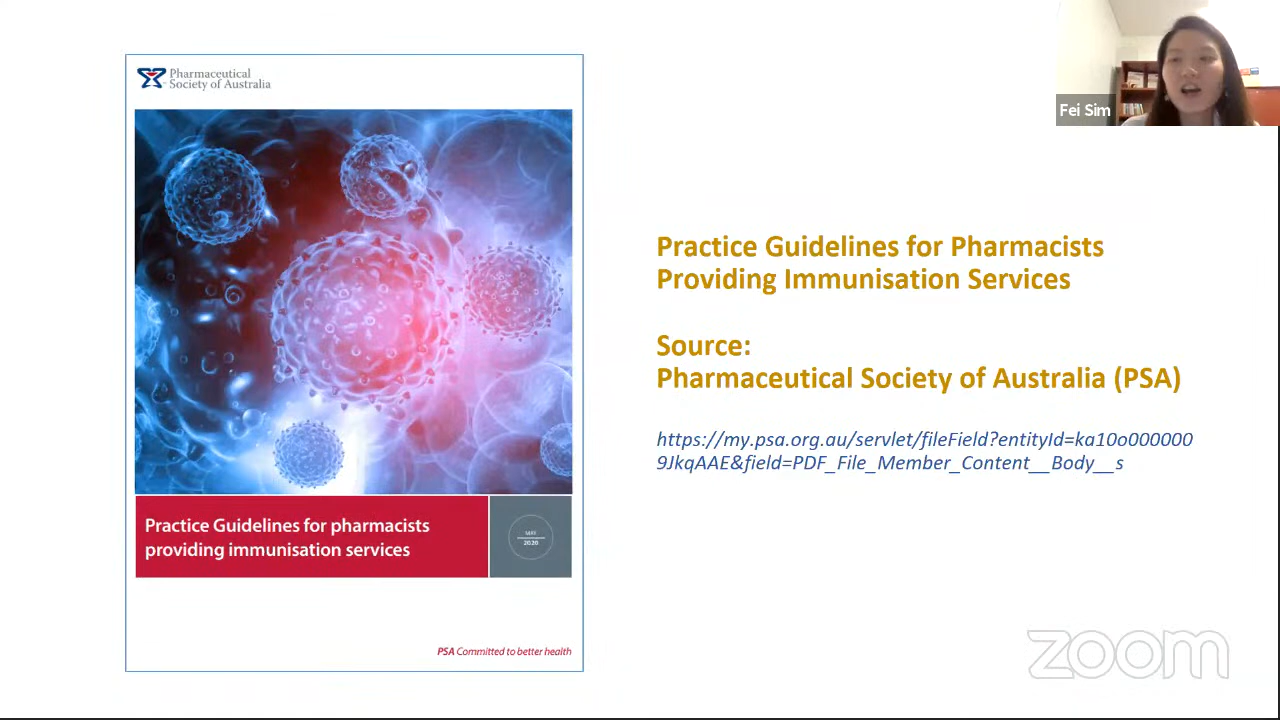 Pharmaceutical
Society of Australia
Fei Sim
Practice Guidelines for Pharmacists
Providing Immunisation Services
Source:
Pharmaceutical Society of Australia (PSA)
https://my.psa.org.au/servlet/fileField?entityId=ka10o000000
9JkqAAE&field=PDF_File_Member_Content__Body__s
Practice Guidelines for pharmacists
providing immunisation services
2020
PSA Committed to better health
zoom